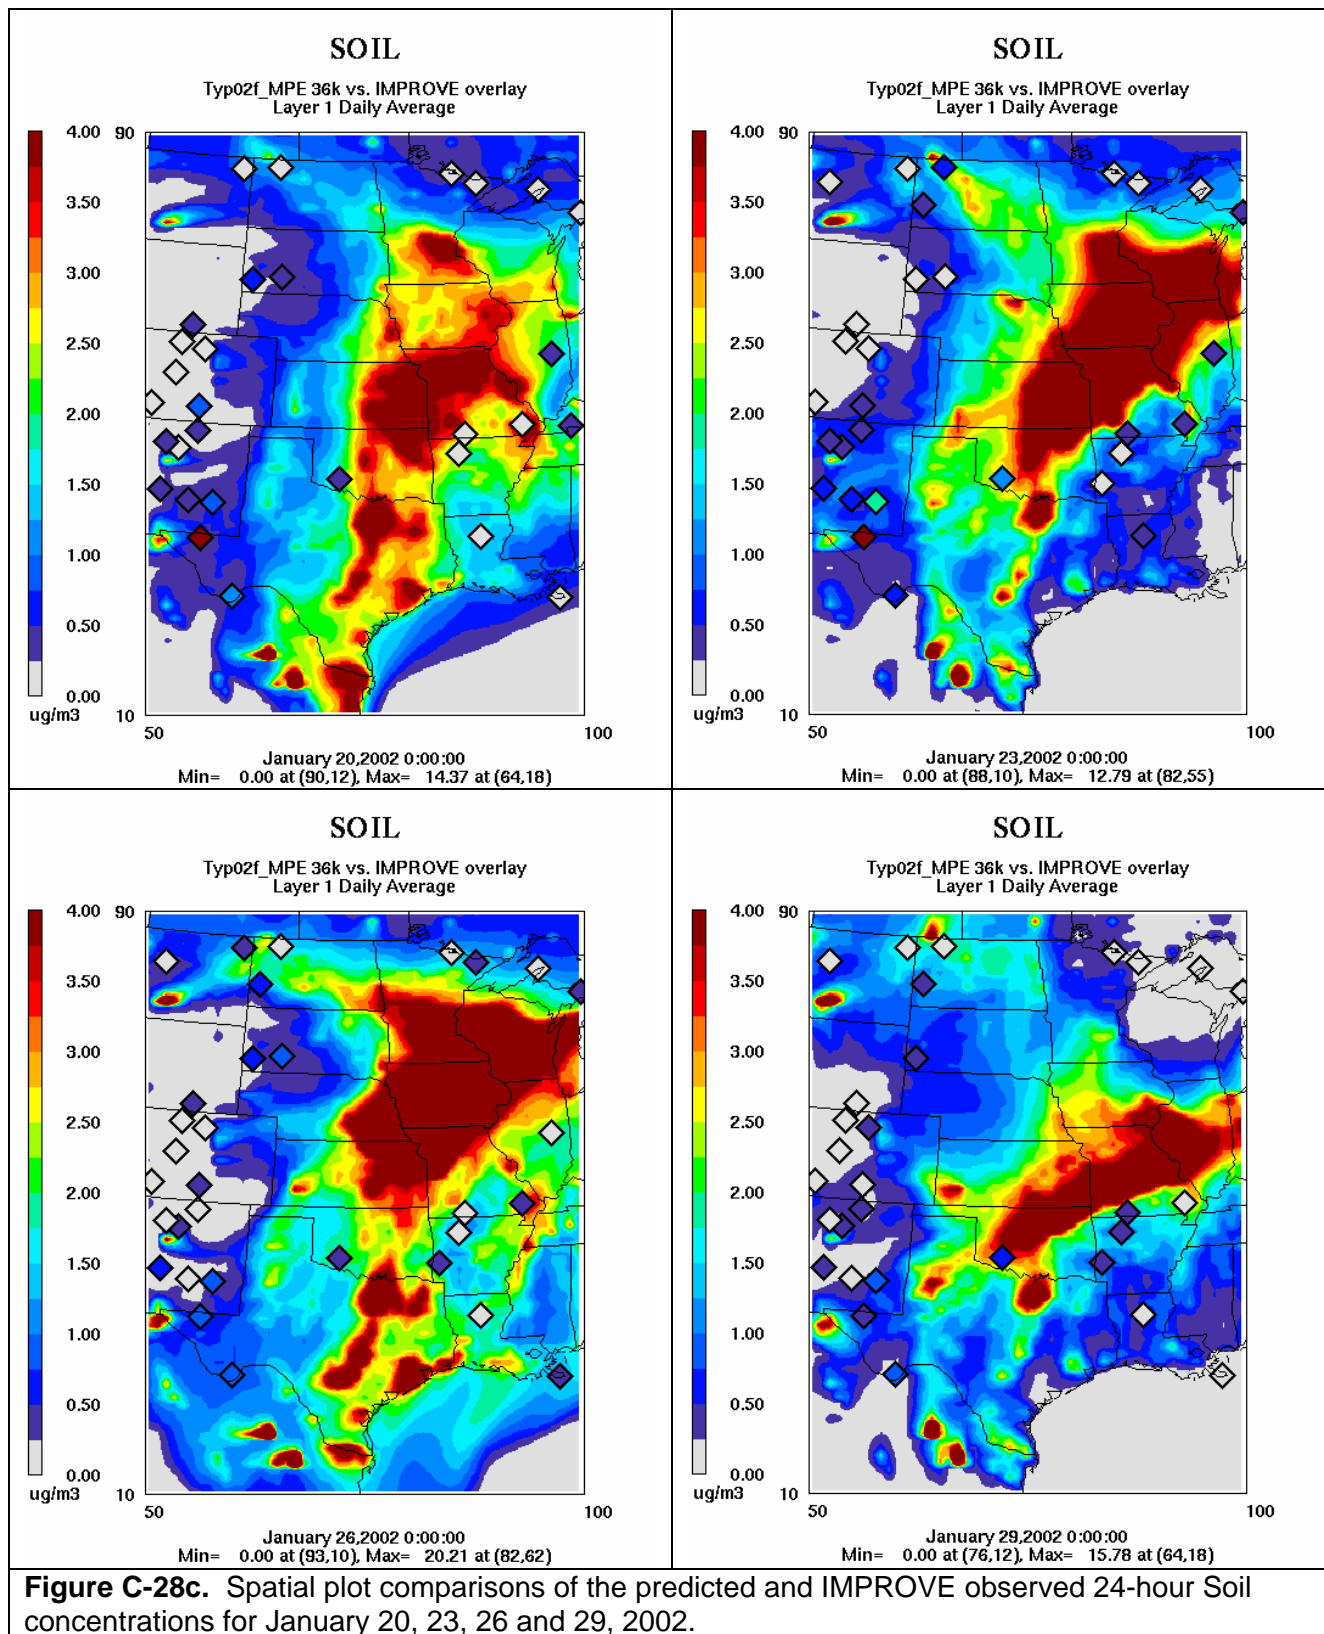 SOIL
Typ02f_MPE 36k vs. IMPROVE overlay
Layer 1 Daily Average
4.00
3.50
3.00
2.50
2.00
1.50
1.00
0.50
0.00
ug/m3
90
10
50
100
January 20,2002 0:00:00
Min= 0.00 at (90,12), Max= 14.37 at (64,18)
SOIL
Typ02f_MPE 36k vs. IMPROVE overlay
Layer 1 Daily Average
4.00
3.50
3.00
2.50
2.00
1.50
1.00
0.50
0.00
ug/m3
90
10
50
100
January 23,2002 0:00:00
Min= 0.00 at (88,10), Max= 12.79 at (82,55)
SOIL
Typ02f_MPE 36k vs. IMPROVE overlay
Layer 1 Daily Average
4.00
3.50
3.00
2.50
2.00
1.50
1.00
0.50
0.00
ug/m3
90
10
50
100
January 26,2002 0:00:00
Min= 0.00 at (93,10), Max= 20.21 at (82,62)
SOIL
Typ02f_MPE 36k vs. IMPROVE overlay
Layer 1 Daily Average
4.00
3.50
3.00
2.50
2.00
1.50
1.00
0.50
0.00
ug/m3
90
10
50
100
January 29,2002 0:00:00
Min= 0.00 at (76,12), Max= 15.78 at (64,18)
Figure C-28c. Spatial plot comparisons of the predicted and IMPROVE observed 24-hour Soil
concentrations for January 20, 23, 26 and 29, 2002.